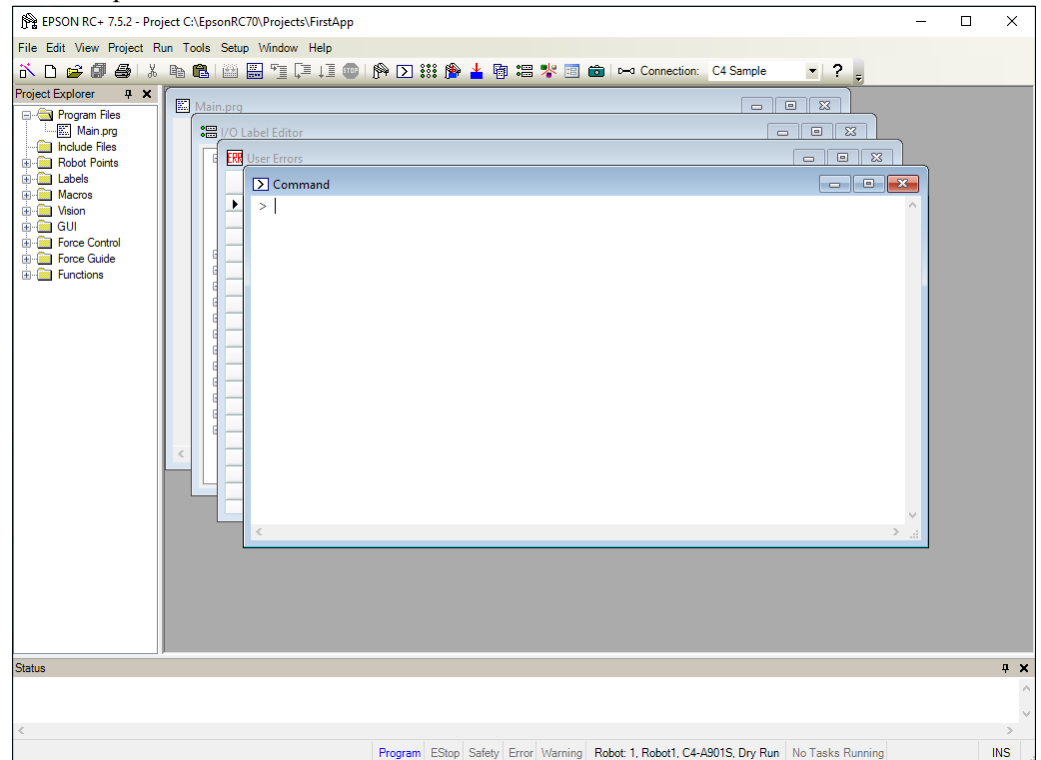 EPSON RC+ 7.5.2 - Project C:\EpsonRC70\Projects\FirstApp
File Edit View Project Run Tools Setup Window Help
STOP Connection: C4 Sample ?
Project Explorer
Program Files
Main.prg
Include Files
Robot Points
Labels
Macros
Vision
GUI
Force Control
Force Guide
Functions
Main.prg
I/O Label Editor
ERR User Errors
Command
>
Status
Program EStop Safety Error Warning Robot: 1, Robot1, C4-A901S, Dry Run No Tasks Running INS